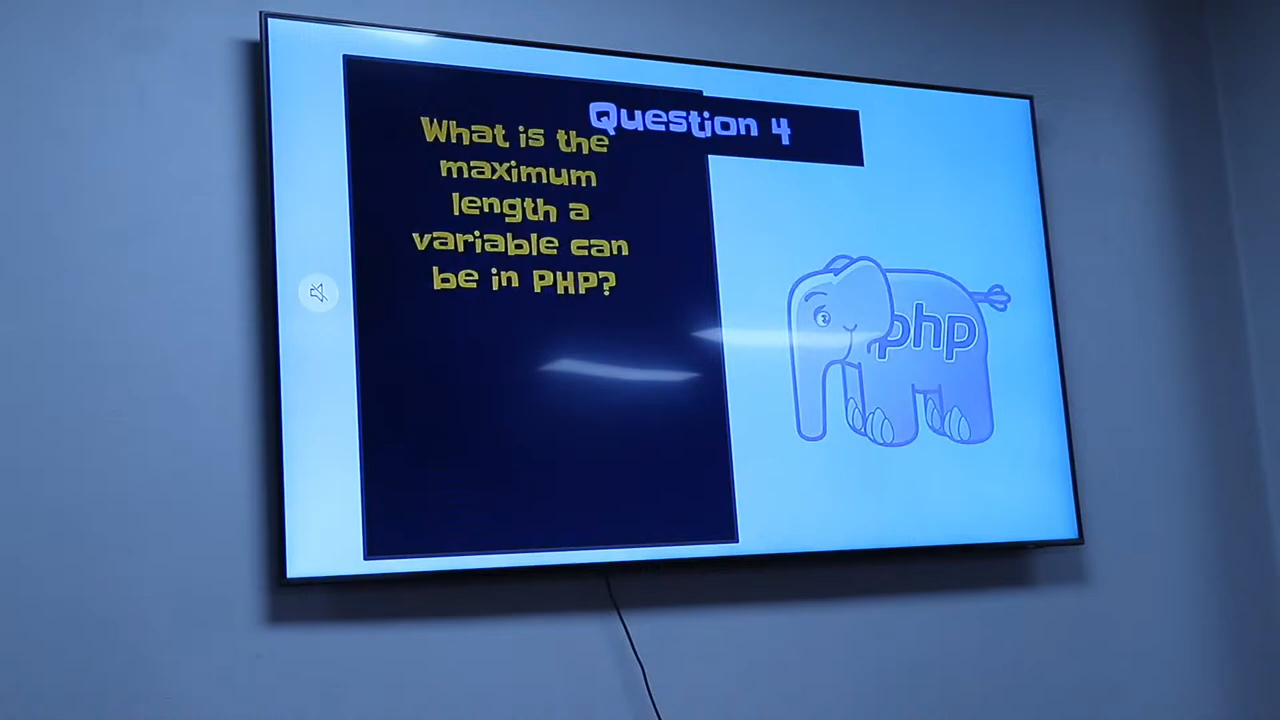 Question 4
What is the
maximum
length a
variable can
be in PHP?
php